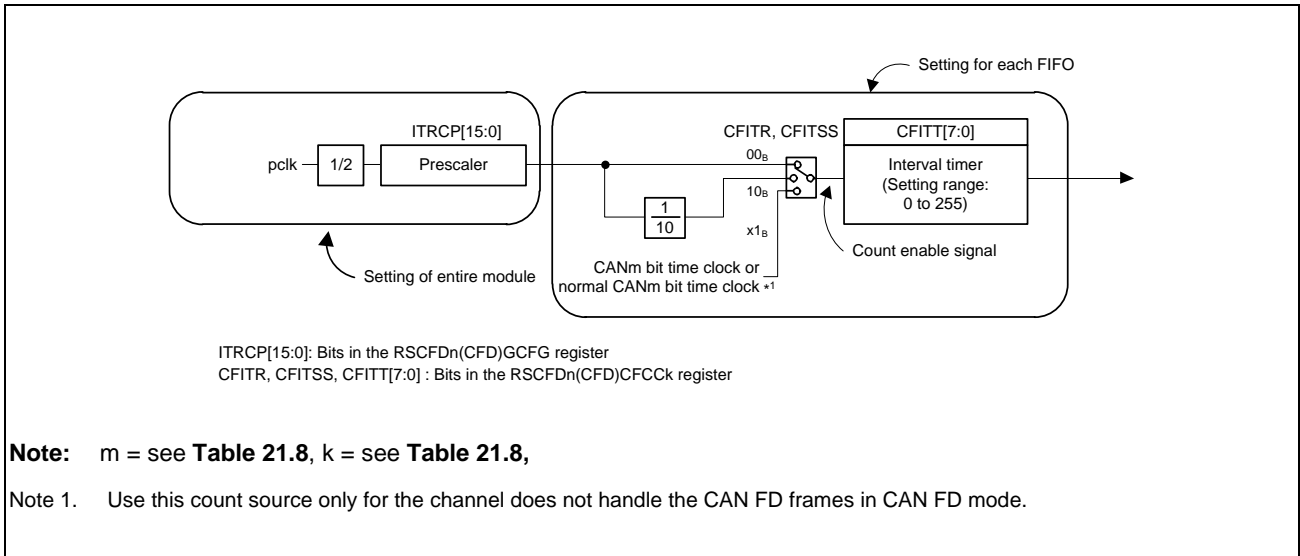 Setting for each FIFO
ITRCP[15:0]
CFITR, CFITSS
CFITT[7:0]
pclk
1/2
Prescaler
00B
10B
x1B
1
10
Interval timer
(Setting range:
0 to 255)
Count enable signal
Setting of entire module
CANm bit time clock or
normal CANm bit time clock *1
ITRCP[15:0]: Bits in the RSCFDn(CFD)GCFG register
CFITR, CFITSS, CFITT[7:0] : Bits in the RSCFDn(CFD)CFCCk register
Note: m = see Table 21.8, k = see Table 21.8,
Note 1. Use this count source only for the channel does not handle the CAN FD frames in CAN FD mode.